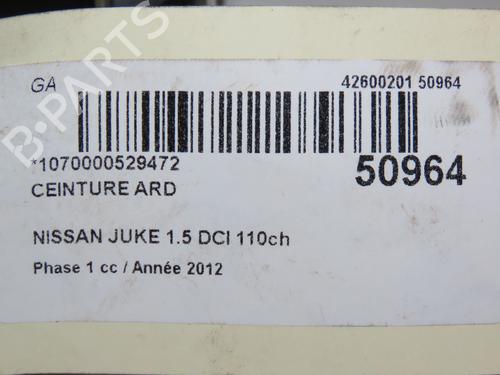 GA 42600201 50964
*1070000529472 50964
CEINTURE ARD
NISSAN JUKE 1.5 DCI 110ch
Phase 1 cc / Année 2012
B-PARTS